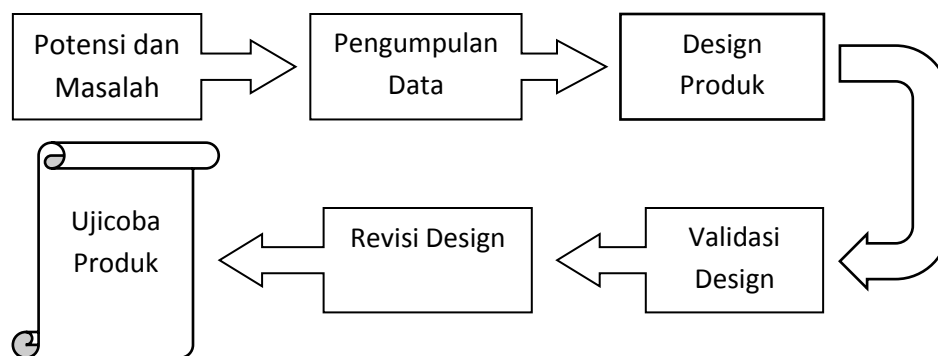 Potensi dan
Masalah
Pengumpulan
Data
Design
Produk
Validasi
Design
Revisi Design
Ujicoba
Produk